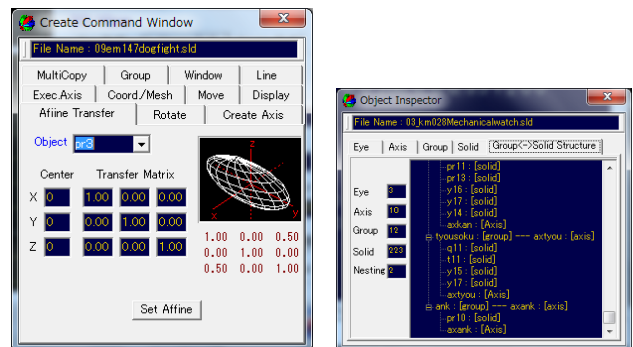 Create Command Window
File Name : 09em147dogfight.sld
MultiCopy Group Window Line
Exec.Axis Coord./Mesh Move Display
Afiine Transfer Rotate Create Axis
Object pr3
Center Transfer Matrix
X 0 1.00 0.00 0.00
Y 0 0.00 1.00 0.00
Z 0 0.00 0.00 1.00
z
x Y
1.00 0.00 0.50
0.00 1.00 0.00
0.50 0.00 1.00
Set Affine
Object Inspector
File Name : 03_km028Mechanicalwatch.sld
Eye Axis Group Solid Group<->Solid Structure
Eye 3
Axis 10
Group 12
Solid 223
Nesting 2
pr11 : [solid]
pr13 : [solid]
y16 : [solid]
y17 : [solid]
y14 : [solid]
axkan : [Axis]
tyousoku : [group] --- axtyou : [axis]
q11 : [solid]
t11 : [solid]
y15 : [solid]
y17 : [solid]
axtyou : [Axis]
ank : [group] --- axank : [axis]
pr10 : [solid]
axank : [Axis]